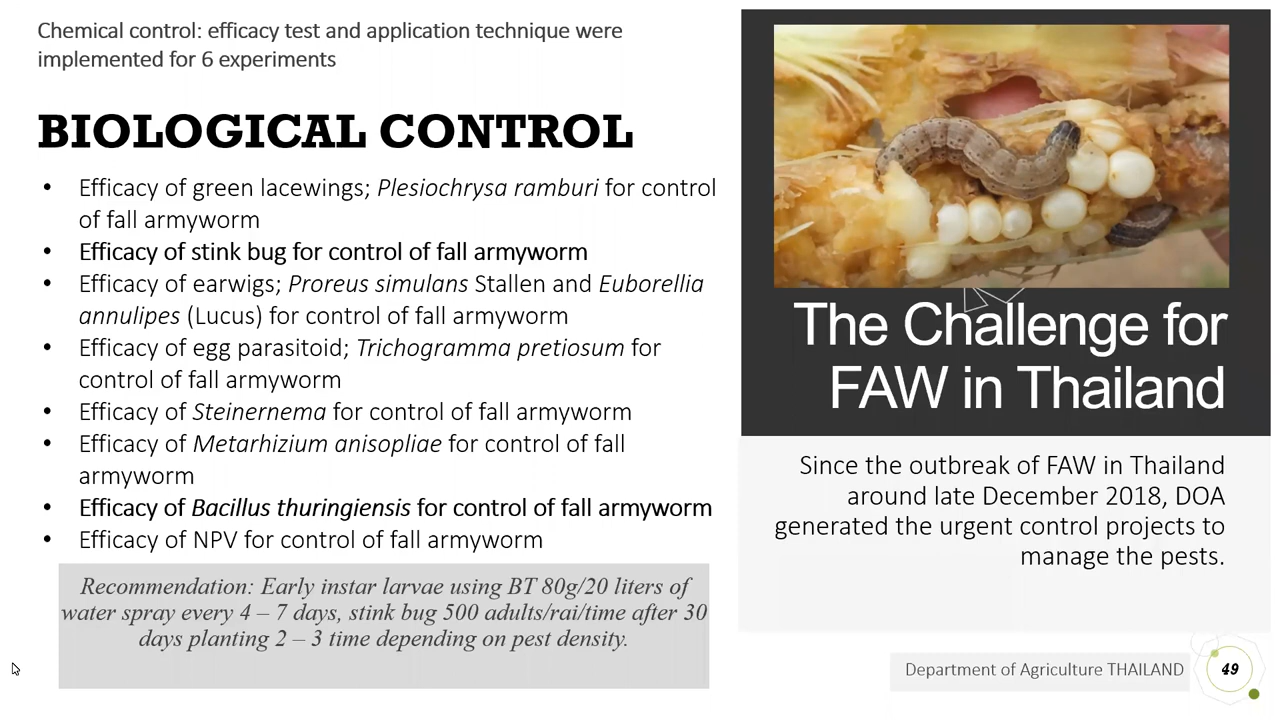 Chemical control: efficacy test and application technique were
implemented for 6 experiments
BIOLOGICAL CONTROL
• Efficacy of green lacewings; Plesiochrysa ramburi for control
of fall armyworm
• Efficacy of stink bug for control of fall armyworm
• Efficacy of earwigs; Proreus simulans Stallen and Euborellia
annulipes (Lucus) for control of fall armyworm
• Efficacy of egg parasitoid; Trichogramma pretiosum for
control of fall armyworm
• Efficacy of Steinernema for control of fall armyworm
• Efficacy of Metarhizium anisopliae for control of fall
armyworm
• Efficacy of Bacillus thuringiensis for control of fall armyworm
• Efficacy of NPV for control of fall armyworm
Recommendation: Early instar larvae using BT 80g/20 liters of
water spray every 4 – 7 days, stink bug 500 adults/rai/time after 30
days planting 2 – 3 time depending on pest density.
The Challenge for
FAW in Thailand
Since the outbreak of FAW in Thailand
around late December 2018, DOA
generated the urgent control projects to
manage the pests.
Department of Agriculture THAILAND
49